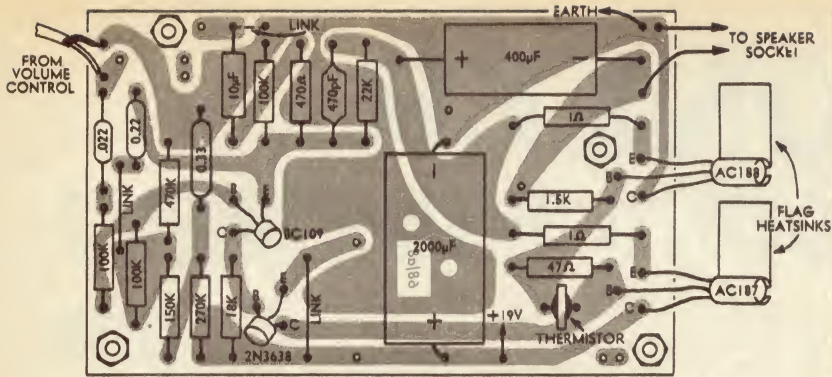 LINK
EARTH
FROM
VOLUME
CONTROL
TO SPEAKER
SOCKET
10µF
100K
470Ω
470pF
22K
+ 400µF −
1Ω
.022
0.22
470K
0.33
LINK
E
B
C
AC188
FLAG
HEATSINKS
B
E
C
BC109
1.5K
1Ω
47Ω
−
2000µF
+
68/a8
100K
100K
150K
270K
18K
B
E
C
2N3638
LINK
+19V
THERMISTOR
E
B
C
AC187